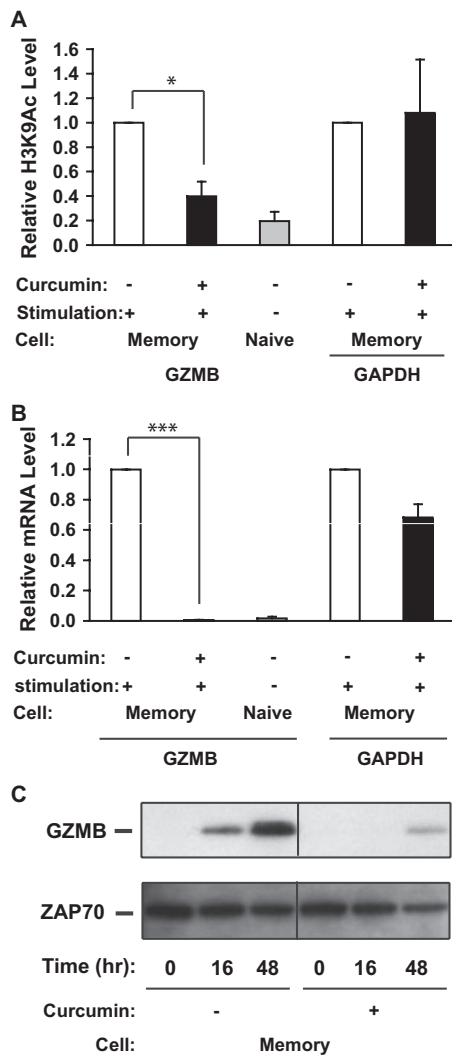 A
Relative H3K9Ac Level
1.6
1.4
1.2
1.0
0.8
0.6
0.4
0.2
0.0
*
Curcumin: - + - - +
Stimulation: + + - + +
Cell: Memory Naive Memory
GZMB GAPDH
B
Relative mRNA Level
1.2
1.0
0.8
0.6
0.4
0.2
0.0
***
Curcumin: - + - - +
stimulation: + + - + +
Cell: Memory Naive Memory
GZMB GAPDH
C
GZMB
ZAP70
Time (hr): 0 16 48 0 16 48
Curcumin: - +
Cell: Memory